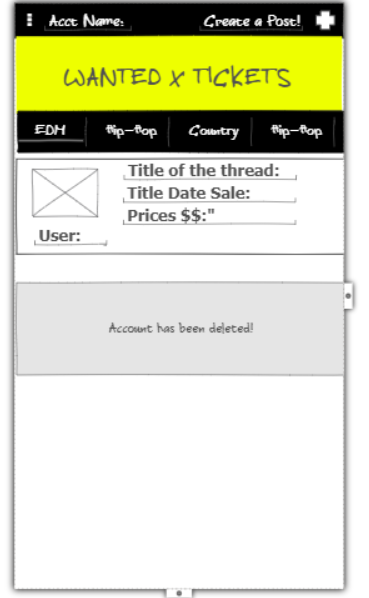 Acct Name: Create a Post!
WANTED X TICKETS
EDM Hip-Hop Country Hip-Hop
Title of the thread:
Title Date Sale:
Prices $$:"
User:
Account has been deleted!